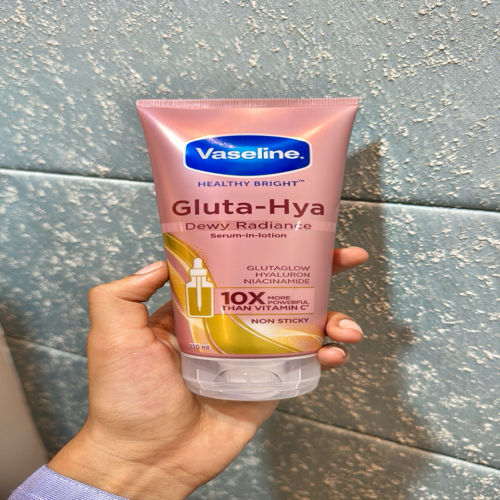 Vaseline.
HEALTHY BRIGHT™
Gluta-Hya
Dewy Radiance
Serum-in-lotion
GLUTAGLOW
HYALURON
NIACINAMIDE
10X MORE POWERFUL
THAN VITAMIN C*
NON STICKY